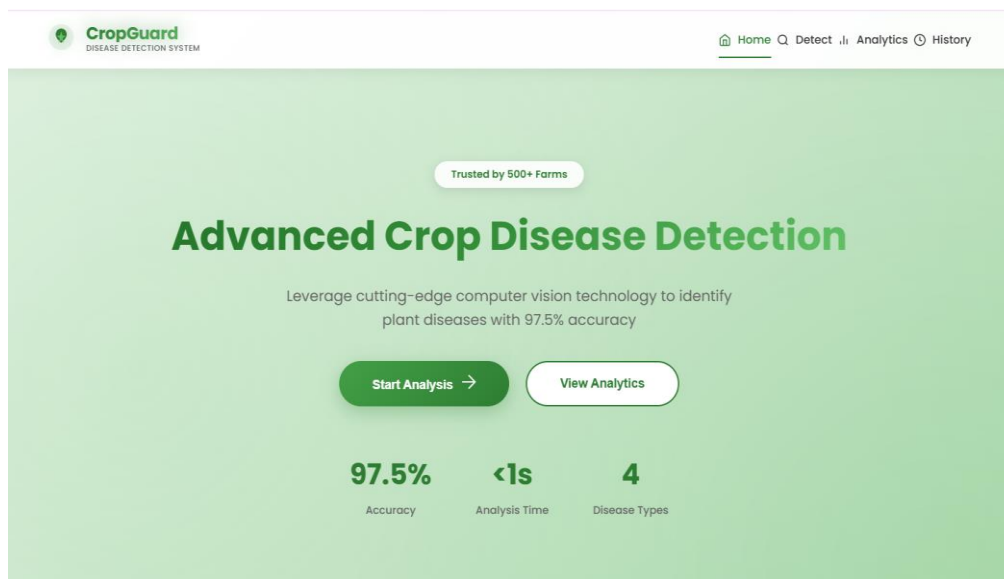 CropGuard
DISEASE DETECTION SYSTEM
Home Detect Analytics History
Trusted by 500+ Farms
Advanced Crop Disease Detection
Leverage cutting-edge computer vision technology to identify
plant diseases with 97.5% accuracy
Start Analysis →
View Analytics
97.5% <1s 4
Accuracy Analysis Time Disease Types